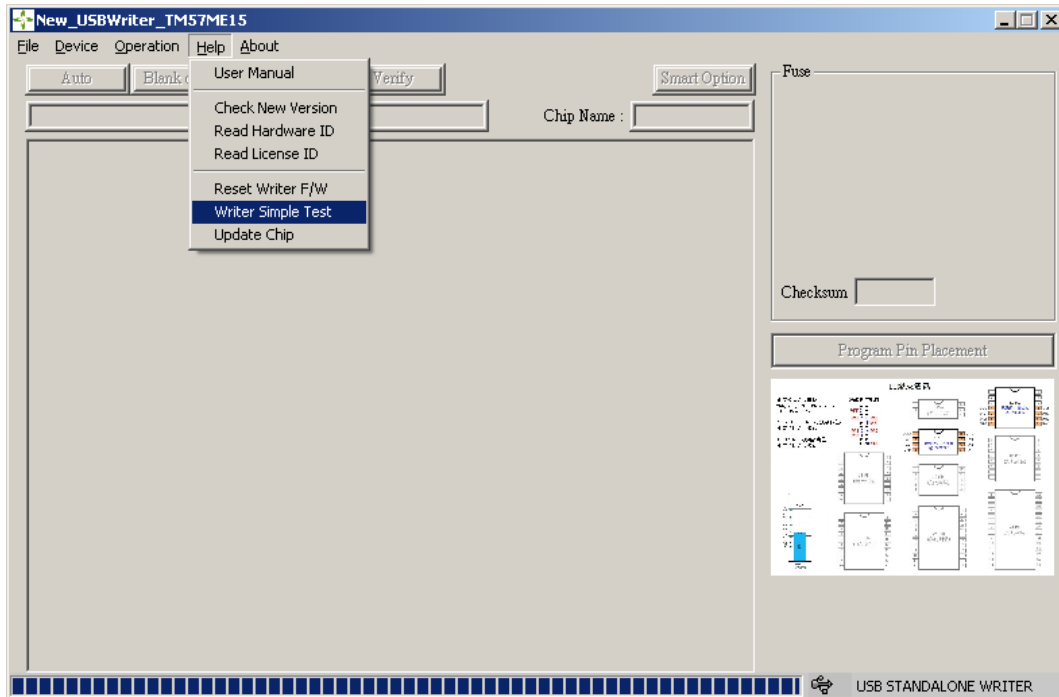 New_USBWriter_TM57ME15
File Device Operation Help About
Auto Blank Verify Smart Option
User Manual
Check New Version
Read Hardware ID
Read License ID
Reset Writer F/W
Writer Simple Test
Update Chip
Chip Name :
Fuse
Checksum
Program Pin Placement
USB STANDALONE WRITER